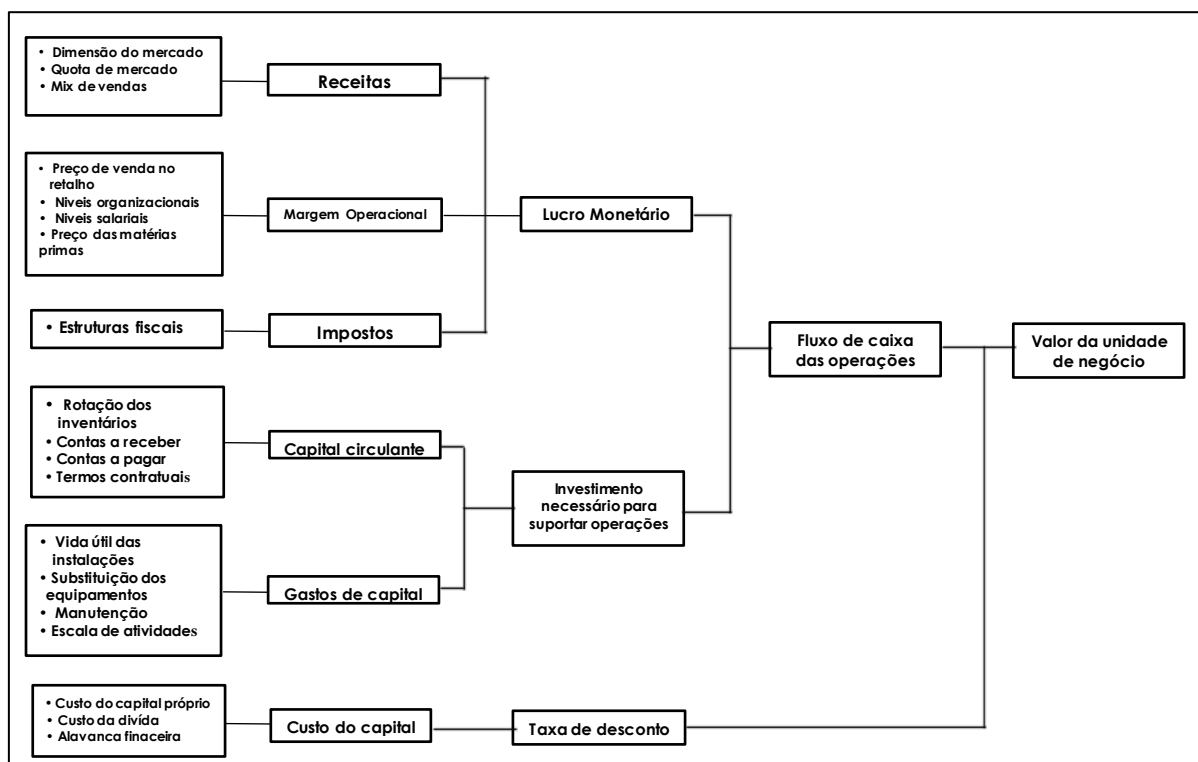 • Dimensão do mercado
• Quota de mercado
• Mix de vendas
Receitas
• Preço de venda no
retalho
• Niveis organizacionais
• Niveis salariais
• Preço das matérias
primas
Margem Operacional
Lucro Monetário
• Estruturas fiscais
Impostos
Fluxo de caixa
das operações
Valor da unidade
de negócio
• Rotação dos
inventários
• Contas a receber
• Contas a pagar
• Termos contratuais
Capital circulante
Investimento
necessário para
suportar operações
• Vida útil das
instalações
• Substituição dos
equipamentos
• Manutenção
• Escala de atividades
Gastos de capital
• Custo do capital próprio
• Custo da divída
• Alavanca finaceira
Custo do capital
Taxa de desconto